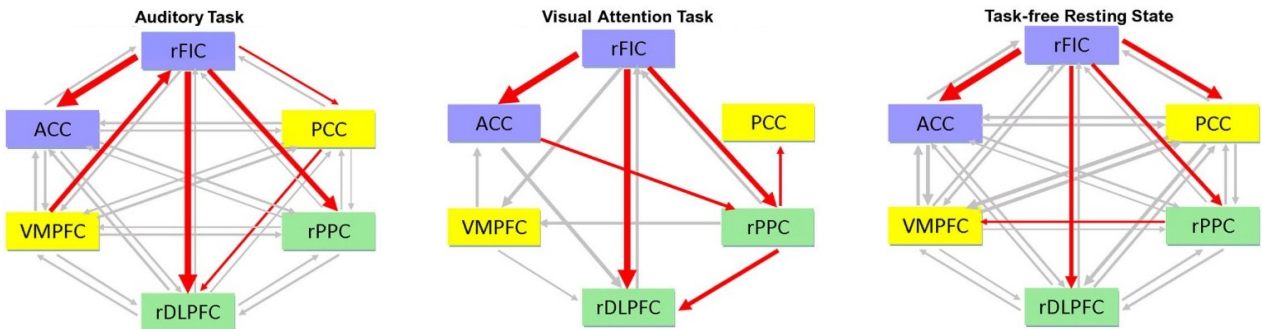 Auditory Task
rFIC
ACC
PCC
VMPFC
rPPC
rDLPFC
Visual Attention Task
rFIC
ACC
PCC
VMPFC
rPPC
rDLPFC
Task-free Resting State
rFIC
ACC
PCC
VMPFC
rPPC
rDLPFC